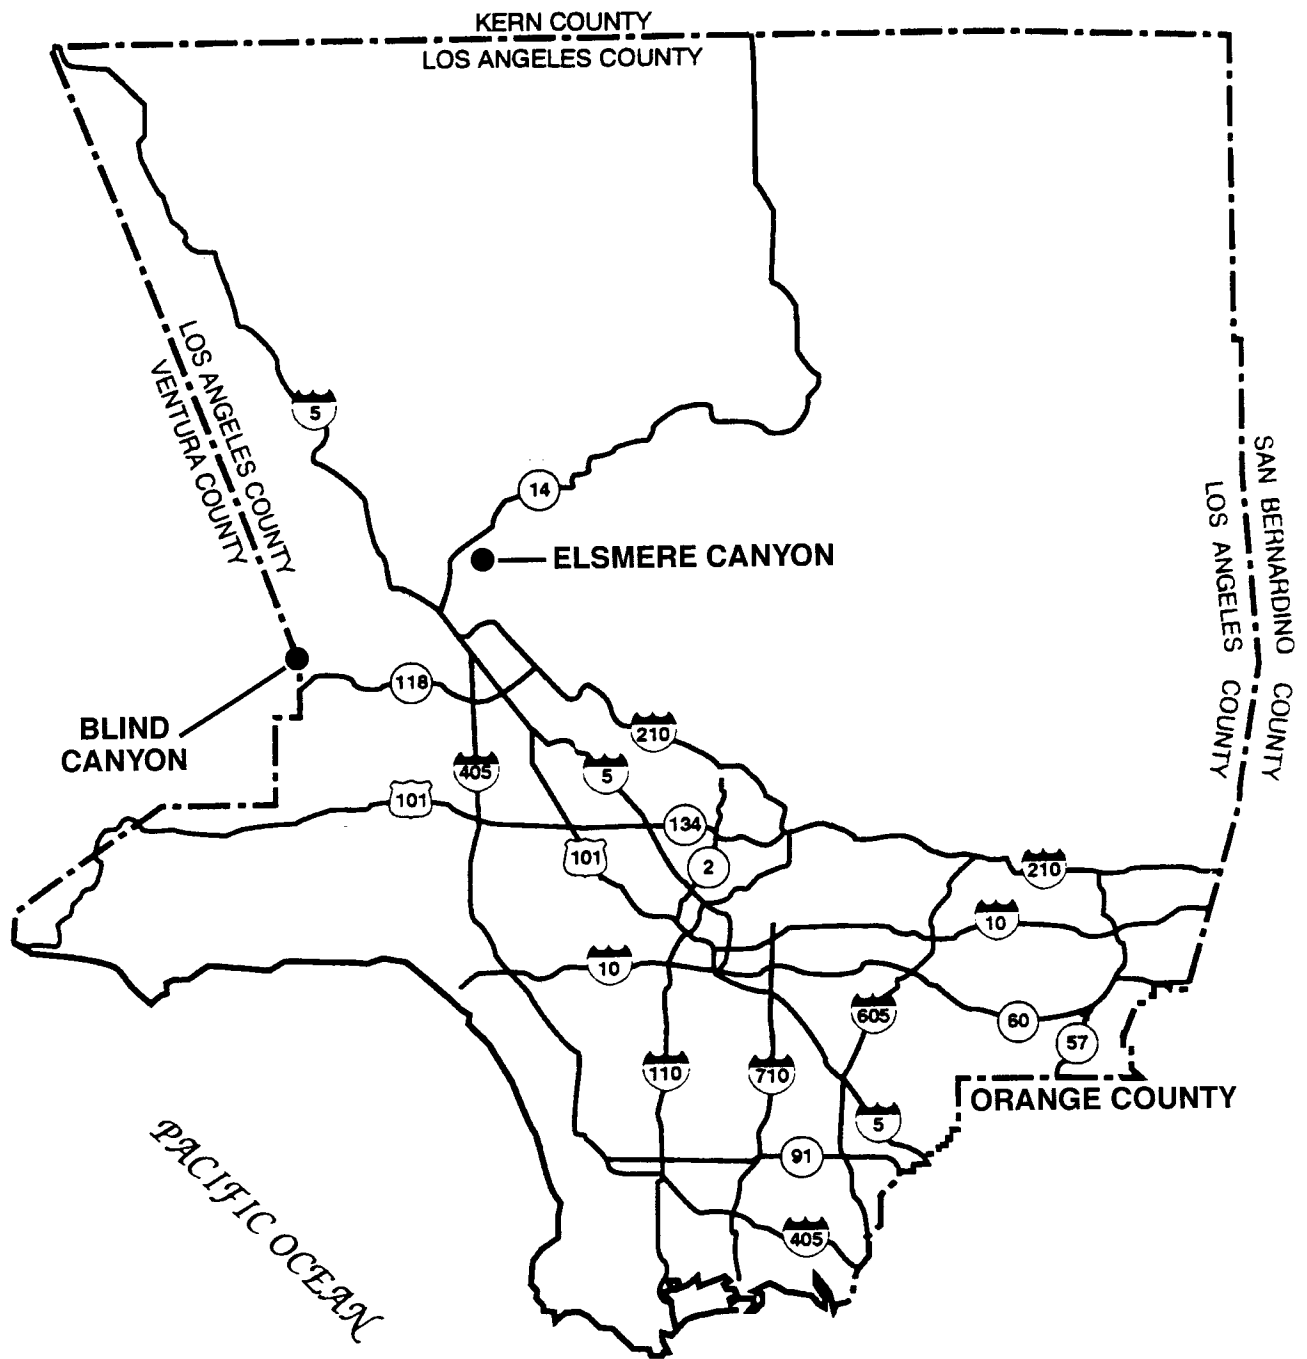 KERN COUNTY
LOS ANGELES COUNTY
LOS ANGELES COUNTY
VENTURA COUNTY
5
14
ELSMERE CANYON
SAN BERNARDINO COUNTY
LOS ANGELES COUNTY
118
BLIND
CANYON
210
405
5
101
134
101
2
210
10
10
605
60
57
110
710
ORANGE COUNTY
5
91
405
PACIFIC OCEAN